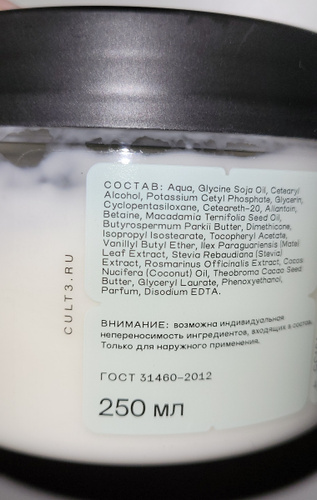 СОСТАВ: Aqua, Glycine Soja Oil, Cetearyl
Alcohol, Potassium Cetyl Phosphate, Glycerin,
Cyclopentasiloxane, Ceteareth-20, Allantoin,
Betaine, Macadamia Ternifolia Seed Oil,
Butyrospermum Parkii Butter, Dimethicone,
Isopropyl Isostearate, Tocopheryl Acetate,
Vanillyl Butyl Ether, Ilex Paraguariensis (Mate)
Leaf Extract, Stevia Rebaudiana (Stevia)
Extract, Rosmarinus Officinalis Extract, Cocos
Nucifera (Coconut) Oil, Theobroma Cacao Seed
Butter, Glyceryl Laurate, Phenoxyethanol,
Parfum, Disodium EDTA.
ВНИМАНИЕ: возможна индивидуальная
непереносимость ингредиентов, входящих в состав.
Только для наружного применения.
ГОСТ 31460-2012
250 мл
CULT3.RU